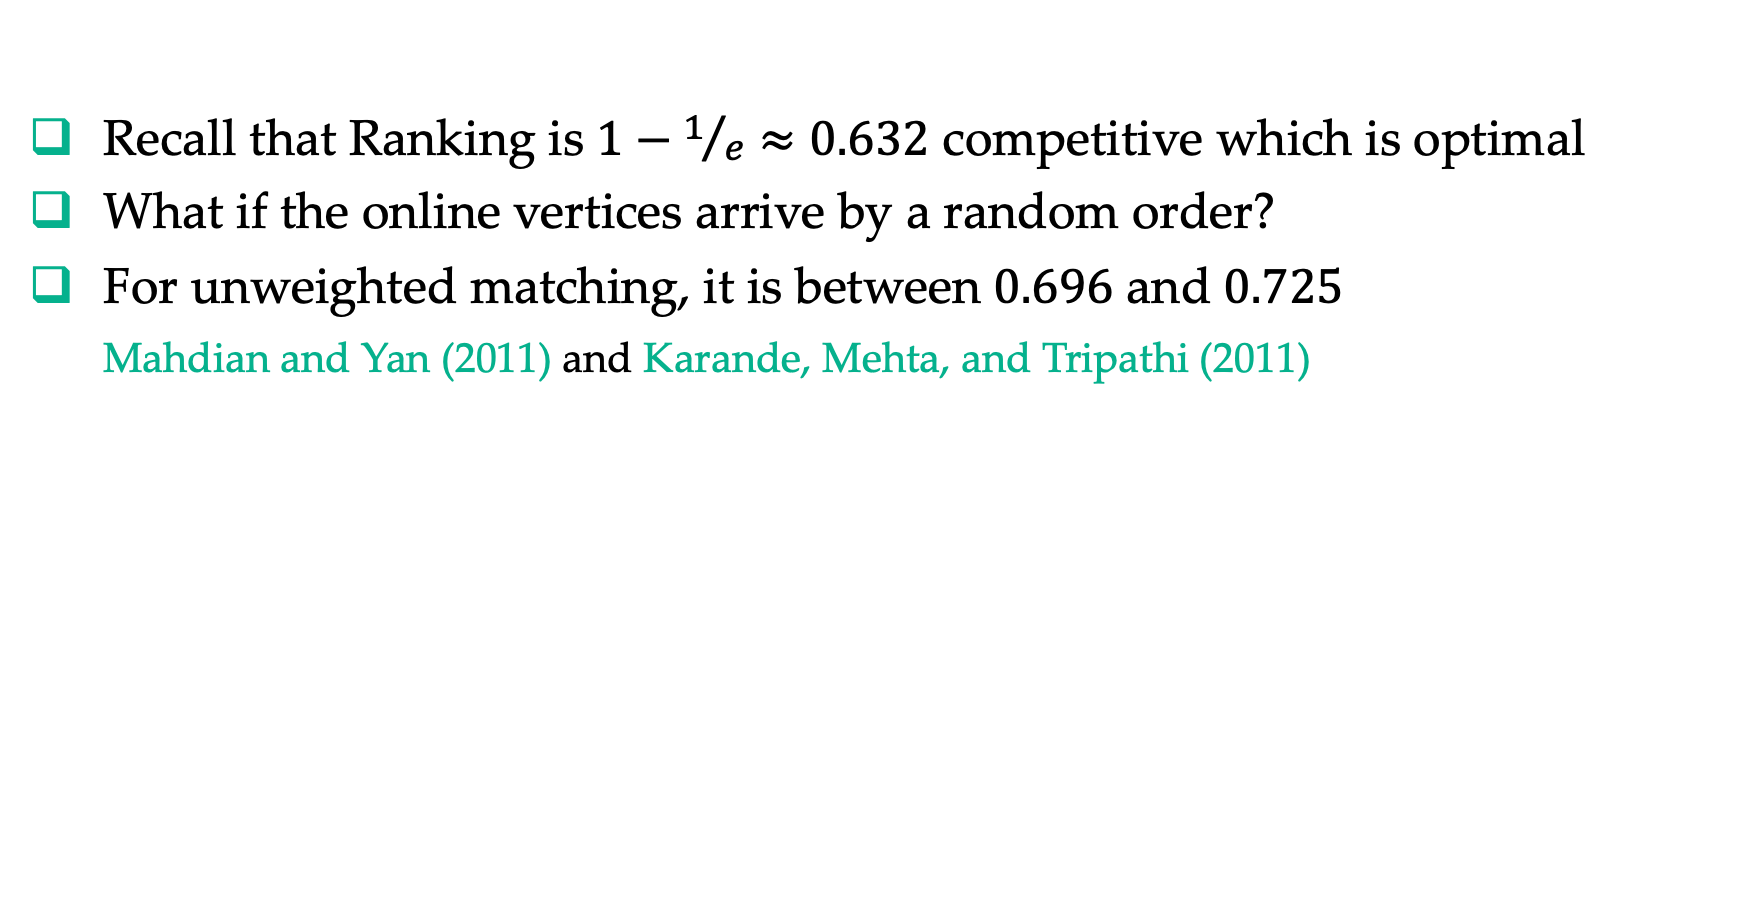 Recall that Ranking is 1 − 1/e ≈ 0.632 competitive which is optimal
What if the online vertices arrive by a random order?
For unweighted matching, it is between 0.696 and 0.725
Mahdian and Yan (2011) and Karande, Mehta, and Tripathi (2011)